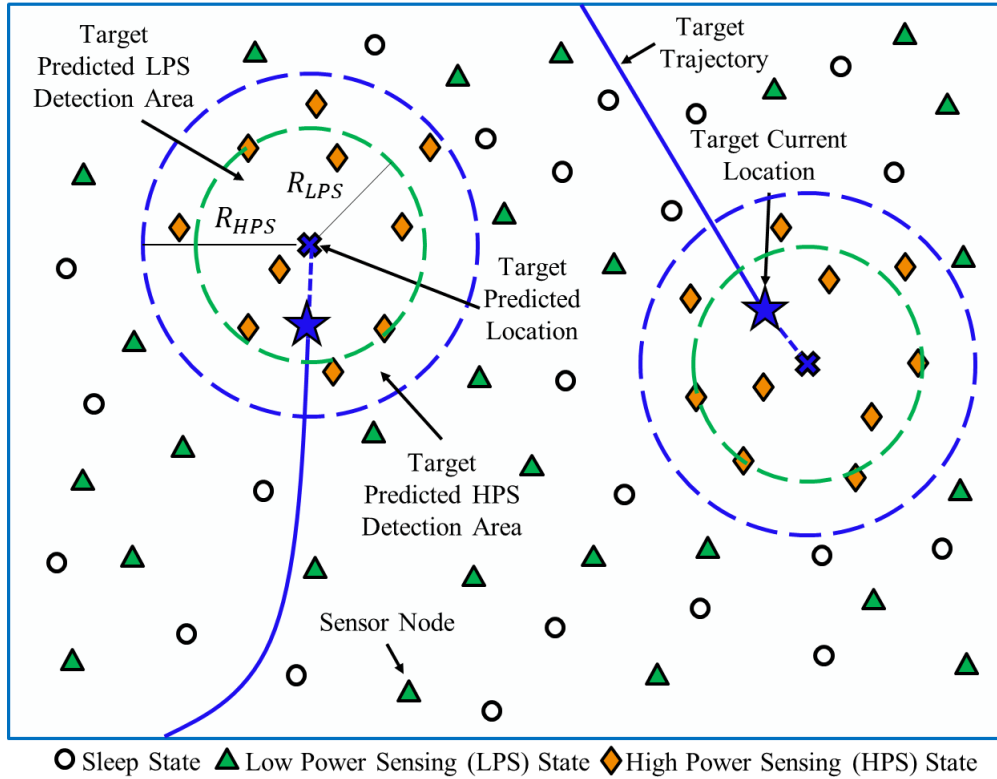 Target
Predicted LPS
Detection Area
Target
Trajectory
Target Current
Location
R_LPS
R_HPS
Target
Predicted
Location
Target
Predicted HPS
Detection Area
Sensor Node
Sleep State Low Power Sensing (LPS) State High Power Sensing (HPS) State